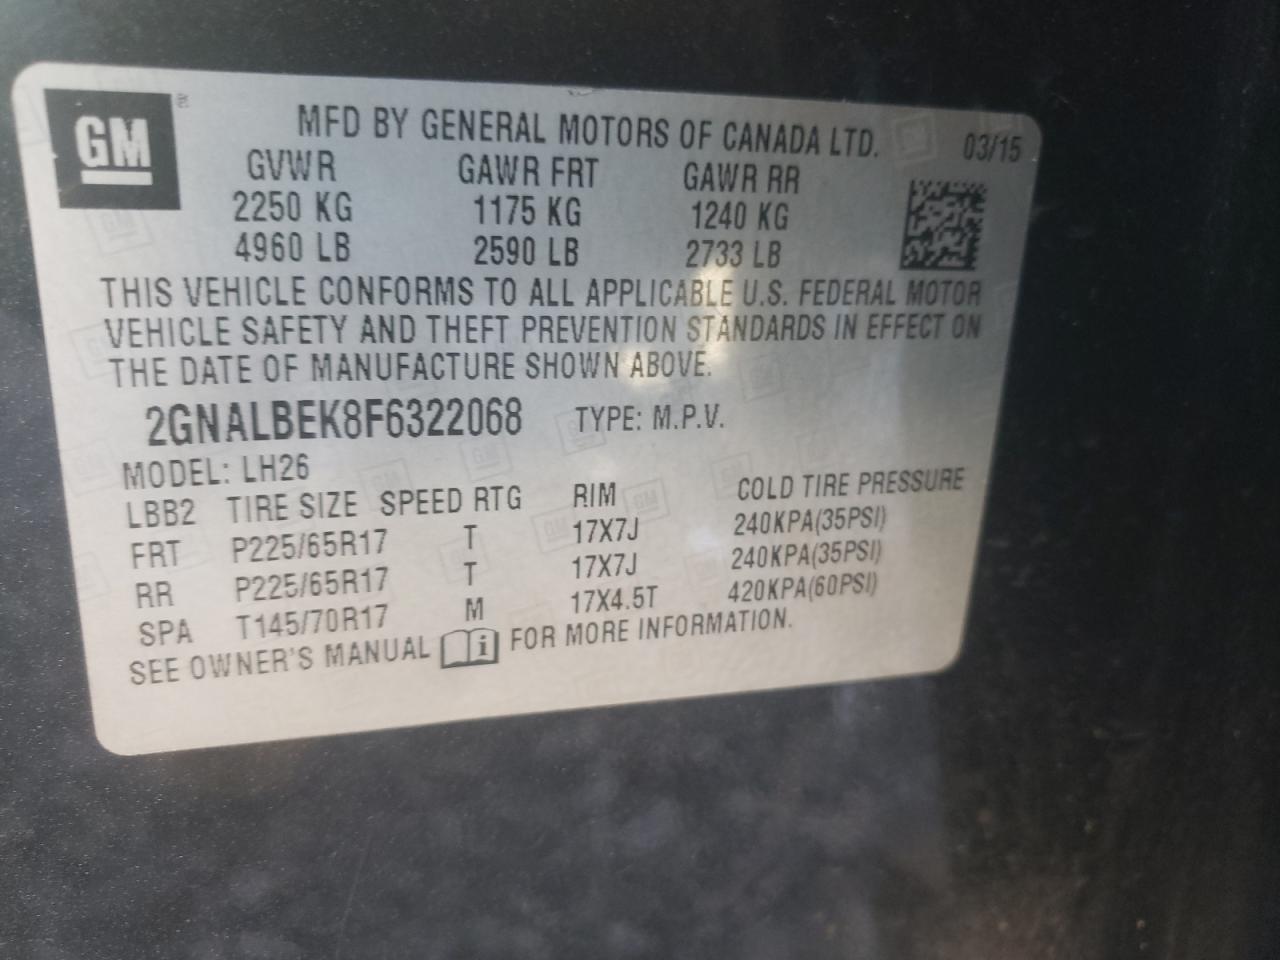 GM
MFD BY GENERAL MOTORS OF CANADA LTD. 03/15
GVWR GAWR FRT GAWR RR
2250 KG 1175 KG 1240 KG
4960 LB 2590 LB 2733 LB
THIS VEHICLE CONFORMS TO ALL APPLICABLE U.S. FEDERAL MOTOR
VEHICLE SAFETY AND THEFT PREVENTION STANDARDS IN EFFECT ON
THE DATE OF MANUFACTURE SHOWN ABOVE.
2GNALBEK8F6322068 TYPE: M.P.V.
MODEL: LH26
LBB2 TIRE SIZE SPEED RTG RIM COLD TIRE PRESSURE
FRT P225/65R17 T 17X7J 240KPA(35PSI)
RR P225/65R17 T 17X7J 240KPA(35PSI)
SPA T145/70R17 M 17X4.5T 420KPA(60PSI)
SEE OWNER'S MANUAL i FOR MORE INFORMATION.